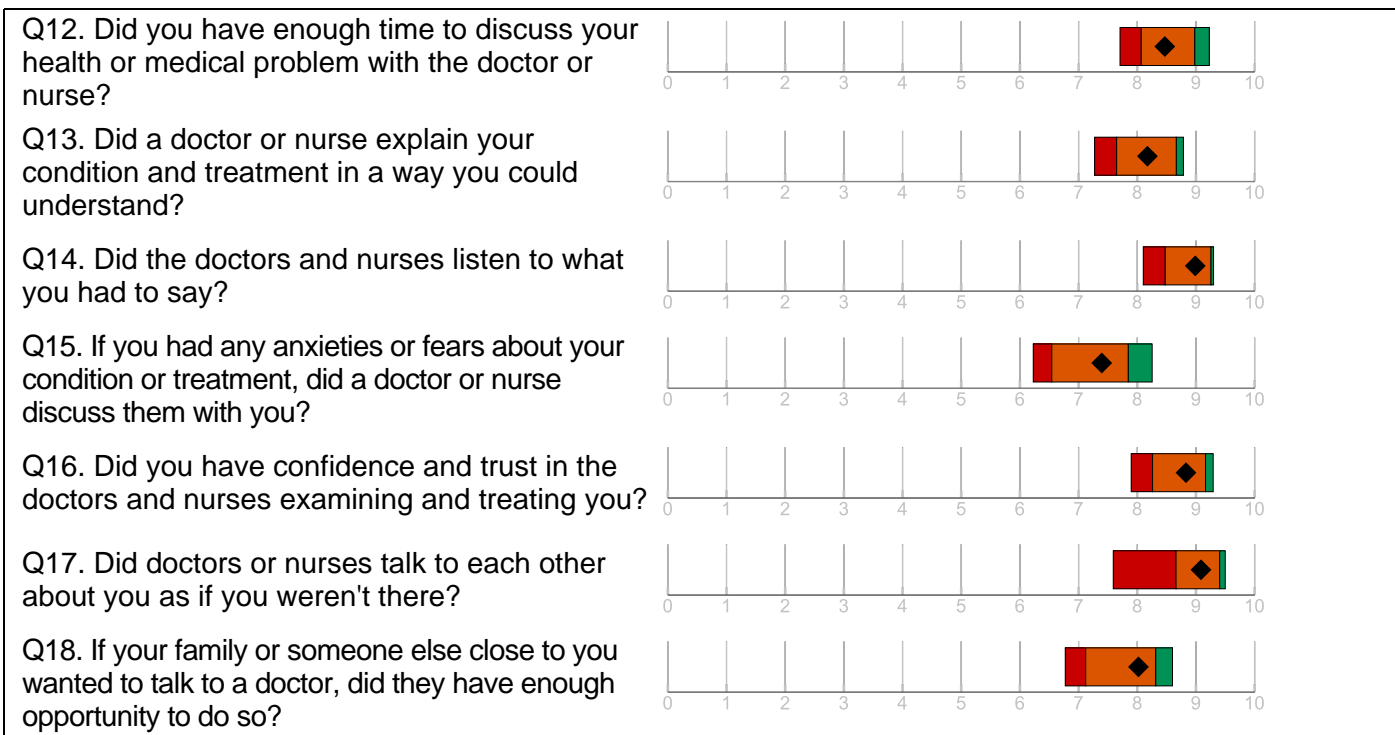 Q12. Did you have enough time to discuss your
health or medical problem with the doctor or
nurse?
0 1 2 3 4 5 6 7 8 9 10
Q13. Did a doctor or nurse explain your
condition and treatment in a way you could
understand?
0 1 2 3 4 5 6 7 8 9 10
Q14. Did the doctors and nurses listen to what
you had to say?
0 1 2 3 4 5 6 7 8 9 10
Q15. If you had any anxieties or fears about your
condition or treatment, did a doctor or nurse
discuss them with you?
0 1 2 3 4 5 6 7 8 9 10
Q16. Did you have confidence and trust in the
doctors and nurses examining and treating you?
0 1 2 3 4 5 6 7 8 9 10
Q17. Did doctors or nurses talk to each other
about you as if you weren't there?
0 1 2 3 4 5 6 7 8 9 10
Q18. If your family or someone else close to you
wanted to talk to a doctor, did they have enough
opportunity to do so?
0 1 2 3 4 5 6 7 8 9 10